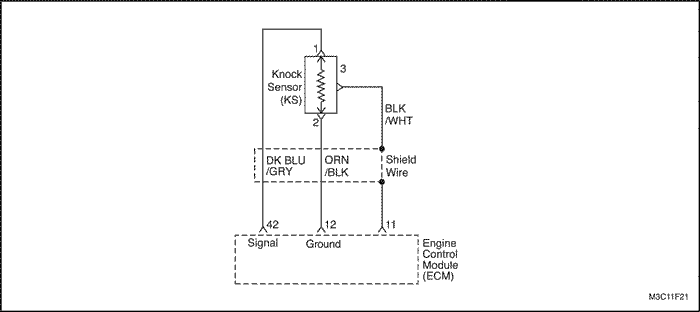 1
Knock
Sensor
(KS)
3
2
BLK
/WHT
DK BLU
/GRY
ORN
/BLK
Shield
Wire
42
12
11
Signal
Ground
Engine
Control
Module
(ECM)
M3C11F21